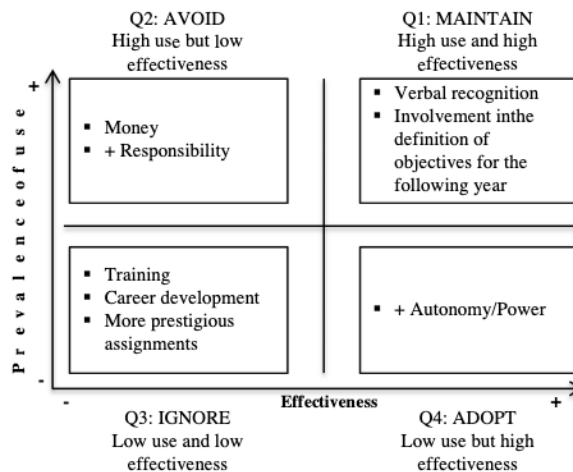 Q2: AVOID
High use but low
effectiveness
Q1: MAINTAIN
High use and high
effectiveness
+
Prevalence of use
-
▪ Money
▪ + Responsibility
▪ Verbal recognition
▪ Involvement inthe
definition of
objectives for the
following year
▪ Training
▪ Career development
▪ More prestigious
assignments
▪ + Autonomy/Power
-
Effectiveness
+
Q3: IGNORE
Low use and low
effectiveness
Q4: ADOPT
Low use but high
effectiveness